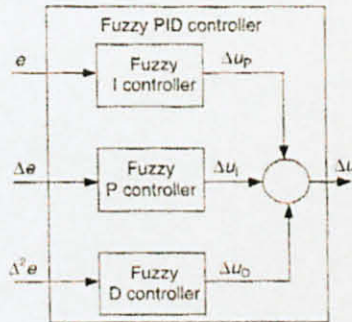 Fuzzy PID controller
e
Fuzzy
I controller
Δu_P
Δe
Fuzzy
P controller
Δu_I
Δu
Δ²e
Fuzzy
D controller
Δu_D